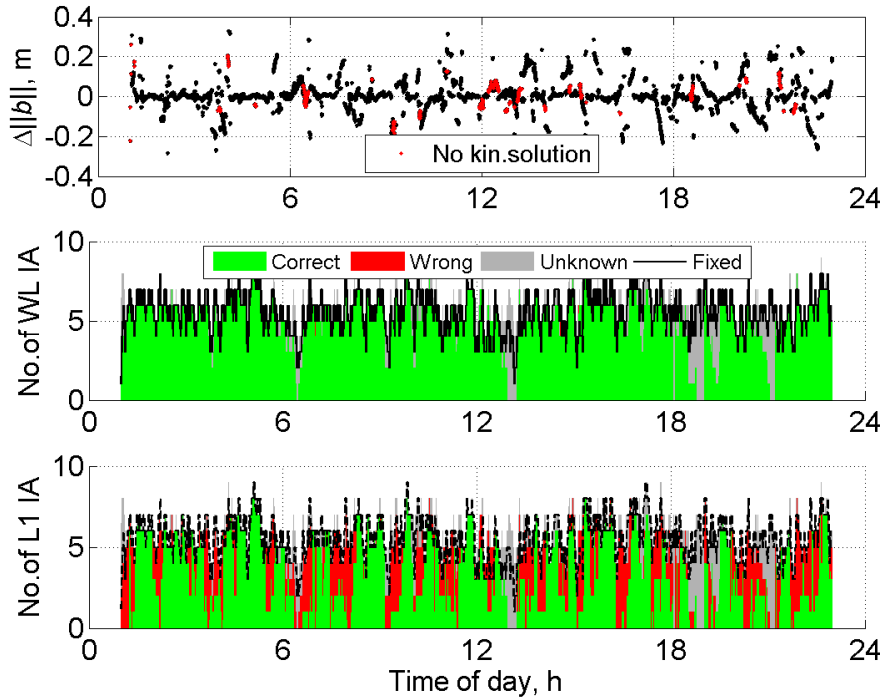 Δ||b||, m
0.4
0.2
0
-0.2
-0.4
No kin.solution
0 6 12 18 24
No.of WL IA
10
5
0
Correct Wrong Unknown Fixed
0 6 12 18 24
No.of L1 IA
10
5
0
0 6 12 18 24
Time of day, h